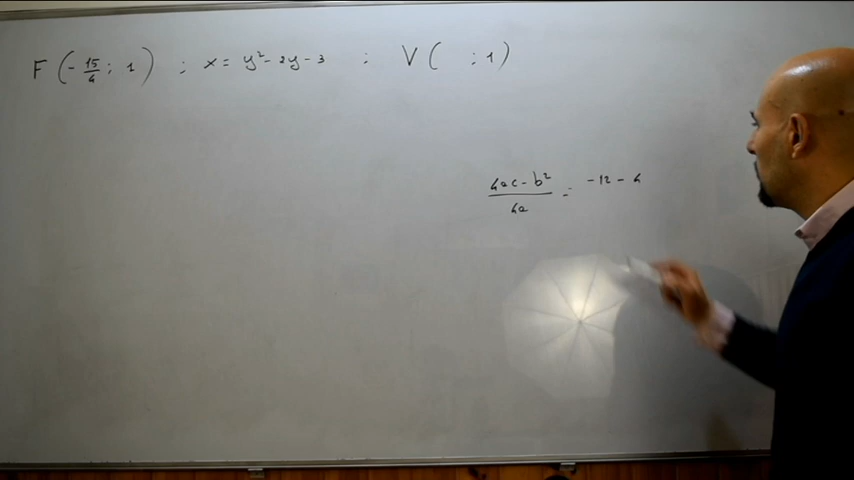 F (-15/4 ; 1) ; x = y² - 2y - 3 ; V ( ; 1)
4ac - b² / 4a = -12 - 4